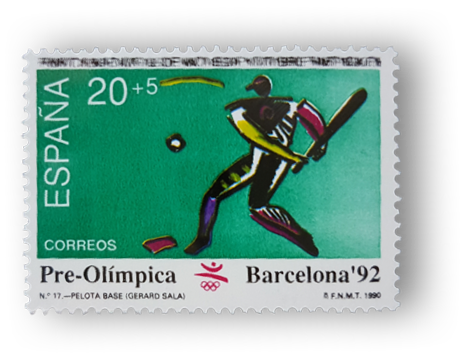 ESPAÑA
20+5
CORREOS
Pre-Olímpica Barcelona'92
N.º 17.—PELOTA BASE (GERARD SALA) ® F.N.M.T. 1990